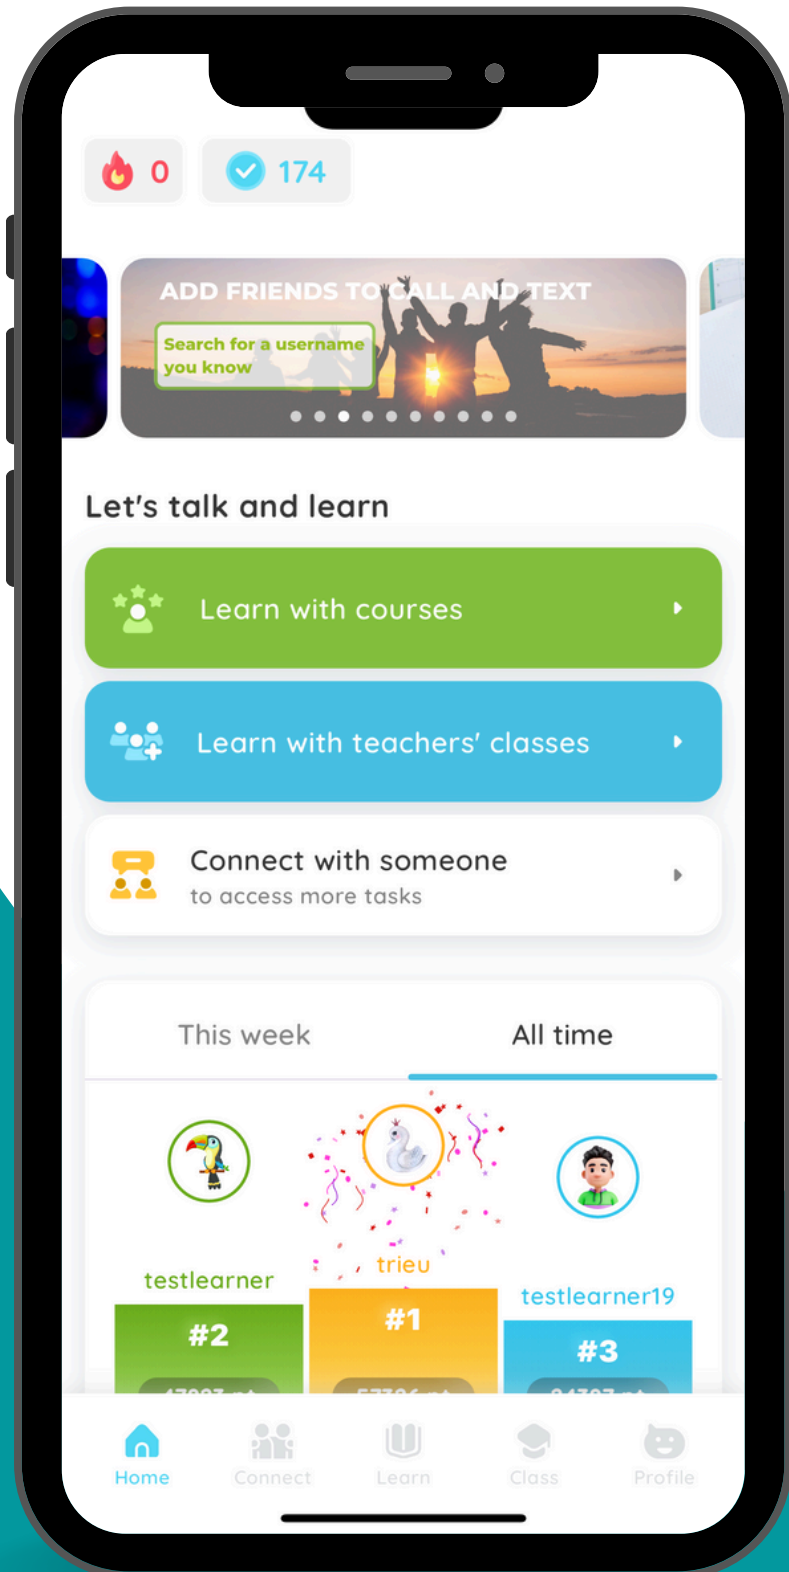 0
174
ADD FRIENDS TO CALL AND TEXT
Search for a username
you know
Let's talk and learn
Learn with courses
Learn with teachers' classes
Connect with someone
to access more tasks
This week
All time
trieu
testlearner
testlearner19
#1
#2
#3
Home
Connect
Learn
Class
Profile